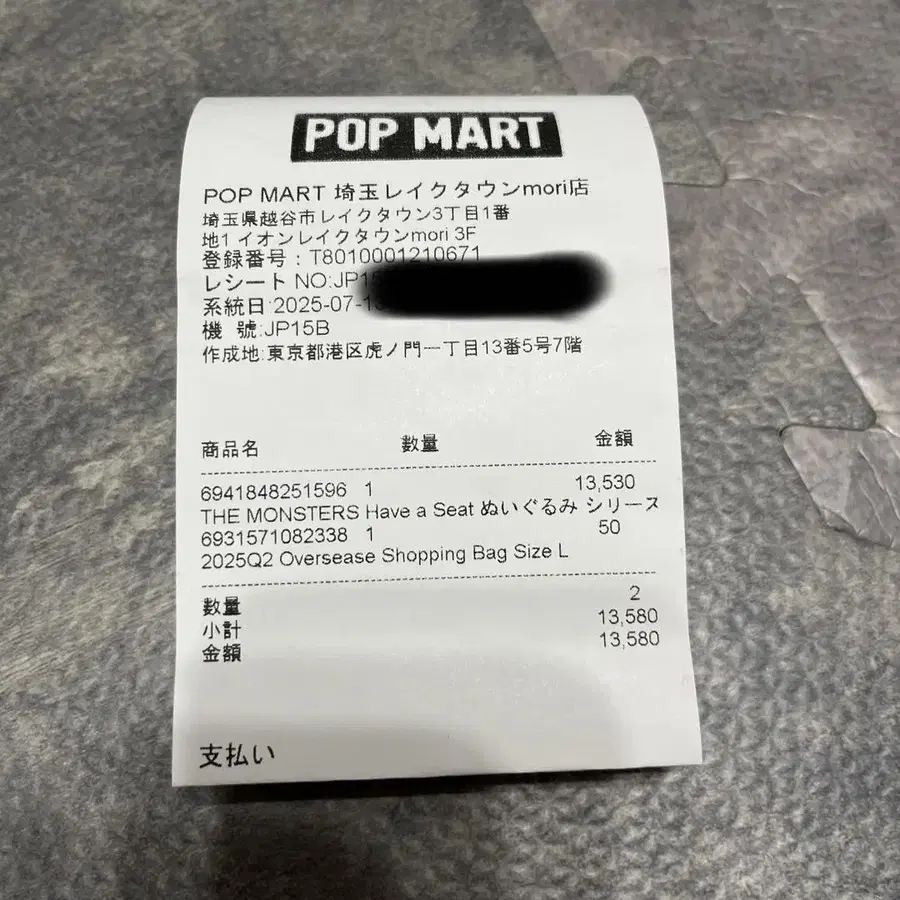 POP MART
POP MART 埼玉レイクタウンmori店
埼玉県越谷市レイクタウン3丁目1番
地1 イオンレイクタウンmori 3F
登録番号：T8010001210671
レシート NO:JP15
系統日:2025-07-
機 號:JP15B
作成地:東京都港区虎ノ門一丁目13番5号7階
商品名 數量 金額
6941848251596 1 13,530
THE MONSTERS Have a Seat ぬいぐるみ シリーズ
6931571082338 1 50
2025Q2 Oversease Shopping Bag Size L
數量 2
小計 13,580
金額 13,580
支払い